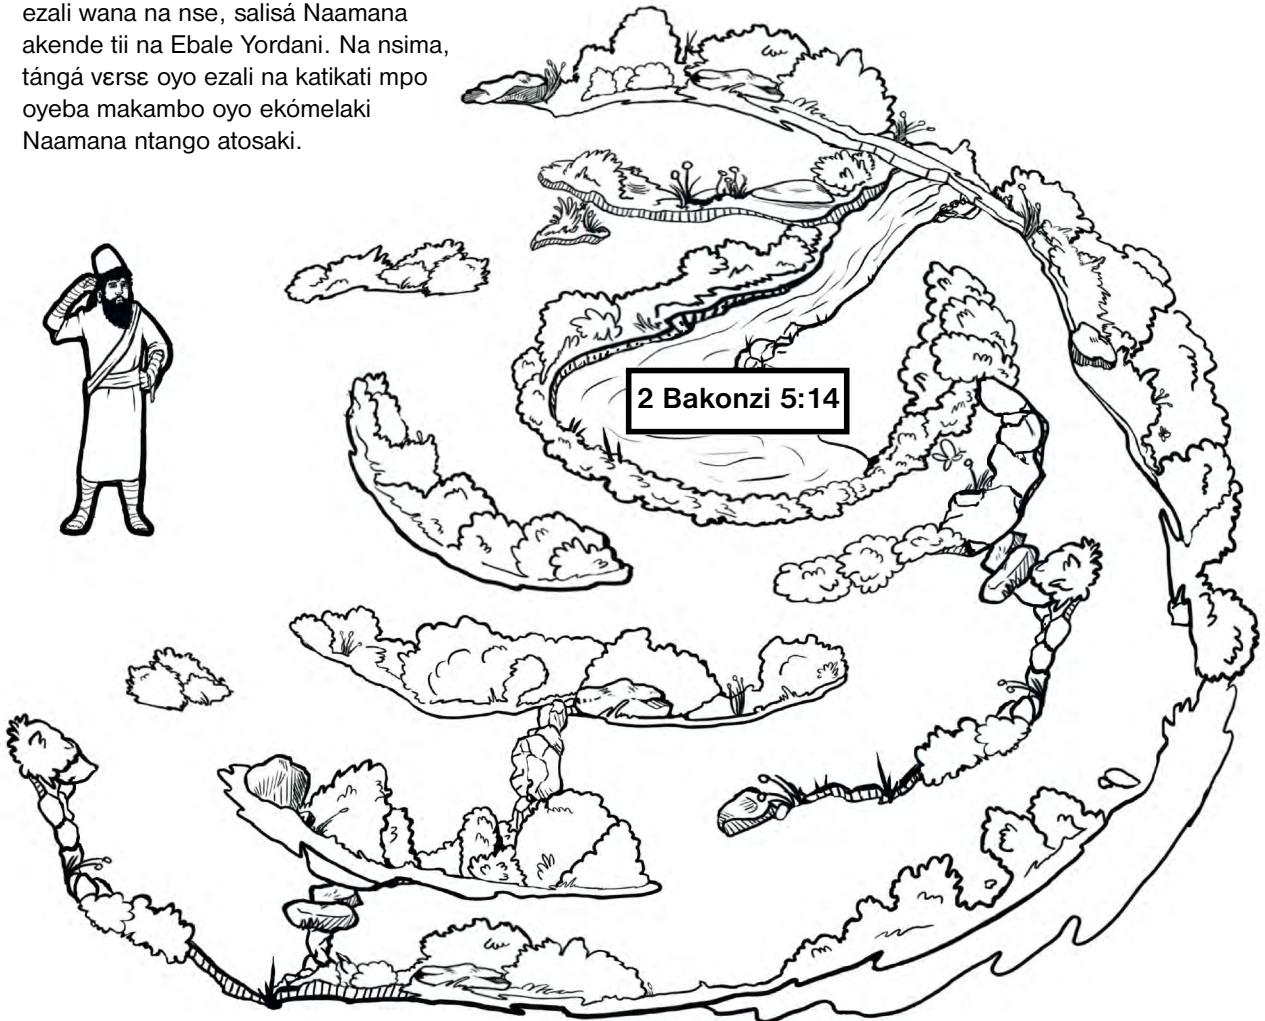 ezali wana na nse, salisá Naamana
akende tii na Ebale Yordani. Na nsima,
tángá vɛrsɛ oyo ezali na katikati mpo
oyeba makambo oyo ekómelaki
Naamana ntango atosaki.
2 Bakonzi 5:14